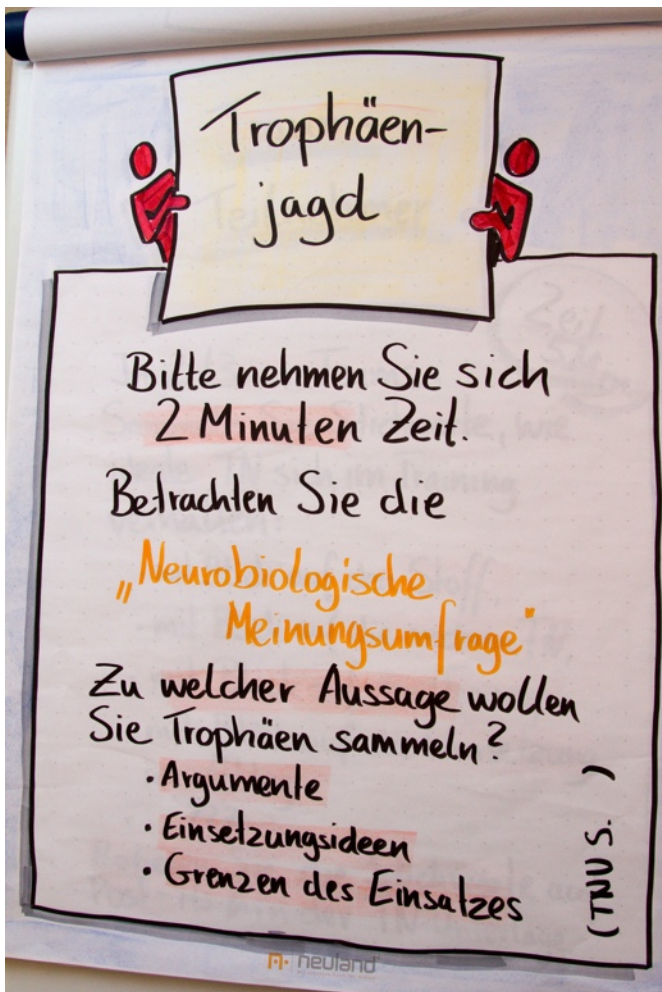 Trophäen-
jagd
Bitte nehmen Sie sich
2 Minuten Zeit.
Betrachten Sie die
„Neurobiologische
Meinungsumfrage"
Zu welcher Aussage wollen
Sie Trophäen sammeln?
· Argumente
· Einsetzungsideen
· Grenzen des Einsatzes
(TNU S. )
neuland